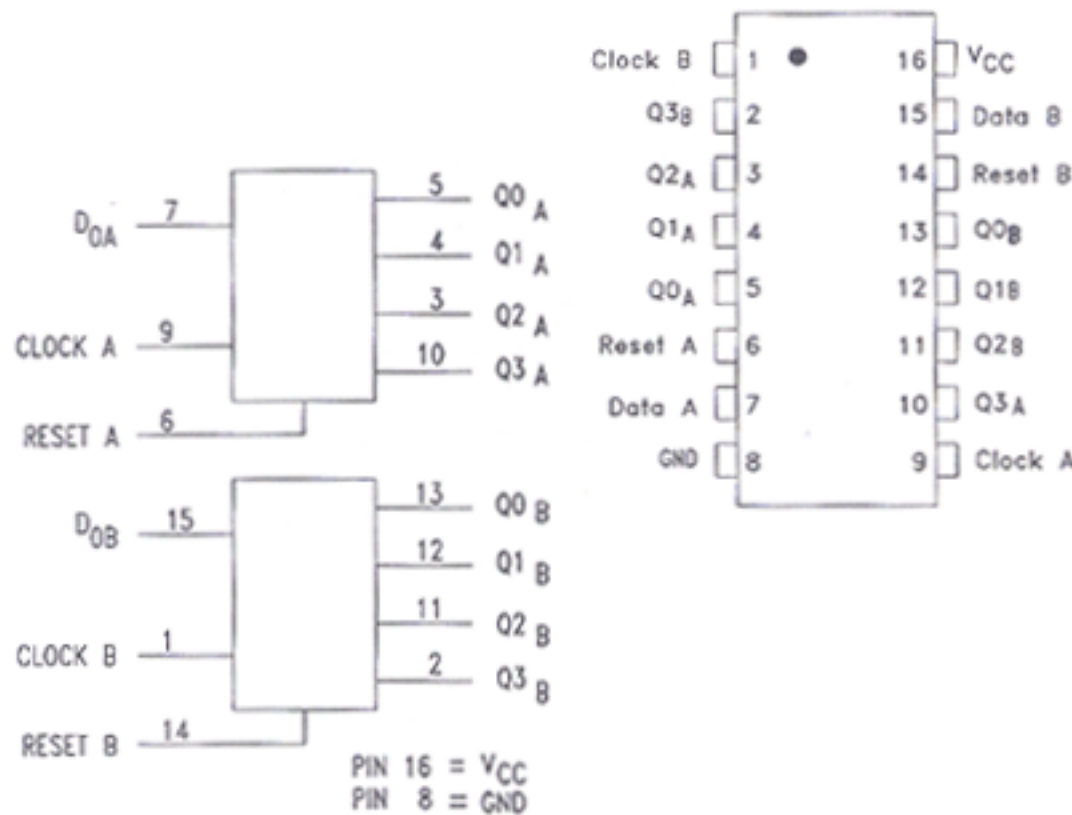 D0A
7
CLOCK A
9
RESET A
6
5
Q0 A
4
Q1 A
3
Q2 A
10
Q3 A
D0B
15
CLOCK B
1
RESET B
14
13
Q0 B
12
Q1 B
11
Q2 B
2
Q3 B
PIN 16 = VCC
PIN 8 = GND
Clock B 1 16 VCC
Q3B 2 15 Data B
Q2A 3 14 Reset B
Q1A 4 13 Q0B
Q0A 5 12 Q1B
Reset A 6 11 Q2B
Data A 7 10 Q3A
GND 8 9 Clock A